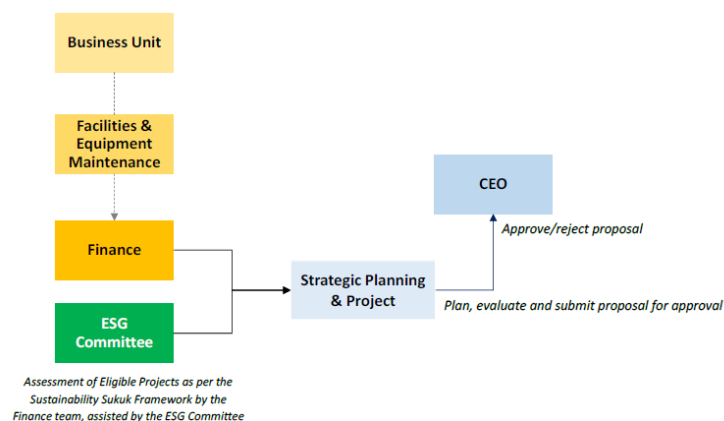 Business Unit
Facilities &
Equipment
Maintenance
Finance
ESG
Committee
Assessment of Eligible Projects as per the
Sustainability Sukuk Framework by the
Finance team, assisted by the ESG Committee
Strategic Planning
& Project
CEO
Approve/reject proposal
Plan, evaluate and submit proposal for approval